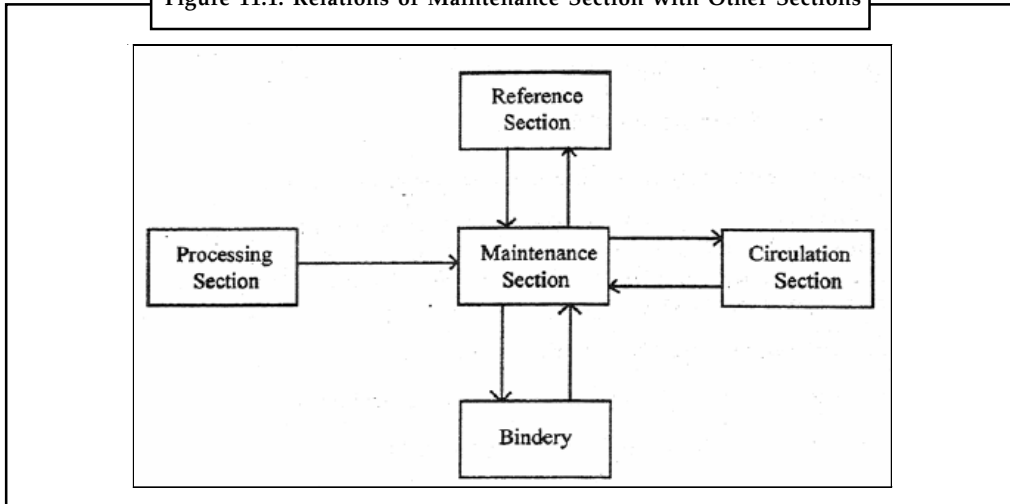 Figure 11.1: Relations of Maintenance Section with Other Sections
Reference
Section
Processing
Section
Maintenance
Section
Circulation
Section
Bindery